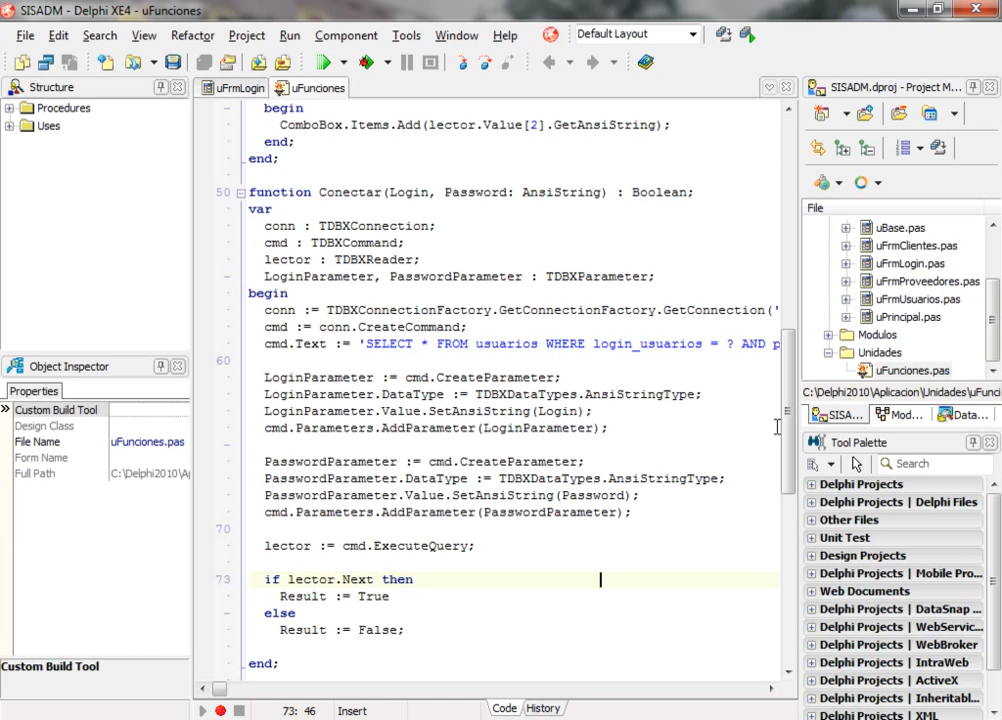 SISADM - Delphi XE4 - uFunciones
File Edit Search View Refactor Project Run Component Tools Window Help Default Layout
Structure
Procedures
Uses
uFrmLogin uFunciones
begin
ComboBox.Items.Add(lector.Value[2].GetAnsiString);
end;
end;
50 function Conectar(Login, Password: AnsiString) : Boolean;
var
conn : TDBXConnection;
cmd : TDBXCommand;
lector : TDBXReader;
LoginParameter, PasswordParameter : TDBXParameter;
begin
conn := TDBXConnectionFactory.GetConnectionFactory.GetConnection('
cmd := conn.CreateCommand;
cmd.Text := 'SELECT * FROM usuarios WHERE login_usuarios = ? AND p
60
LoginParameter := cmd.CreateParameter;
LoginParameter.DataType := TDBXDataTypes.AnsiStringType;
LoginParameter.Value.SetAnsiString(Login);
cmd.Parameters.AddParameter(LoginParameter);
PasswordParameter := cmd.CreateParameter;
PasswordParameter.DataType := TDBXDataTypes.AnsiStringType;
PasswordParameter.Value.SetAnsiString(Password);
cmd.Parameters.AddParameter(PasswordParameter);
70
lector := cmd.ExecuteQuery;
73 if lector.Next then
Result := True
else
Result := False;
end;
73: 46 Insert Code History
Object Inspector
Properties
Custom Build Tool
Design Class
File Name uFunciones.pas
Form Name
Full Path C:\Delphi2010\A
Custom Build Tool
SISADM.dproj - Project M...
File
uBase.pas
uFrmClientes.pas
uFrmLogin.pas
uFrmProveedores.pas
uFrmUsuarios.pas
uPrincipal.pas
Modulos
Unidades
uFunciones.pas
C:\Delphi2010\Aplicacion\Unidades\uFunci
SISA... Mod... Data...
Tool Palette
Search
Delphi Projects
Delphi Projects | Delphi Files
Other Files
Unit Test
Design Projects
Delphi Projects | Mobile Pro...
Web Documents
Delphi Projects | DataSnap ...
Delphi Projects | WebServic...
Delphi Projects | WebBroker
Delphi Projects | IntraWeb
Delphi Projects | ActiveX
Delphi Projects | Inheritabl...
Delphi Projects | XML